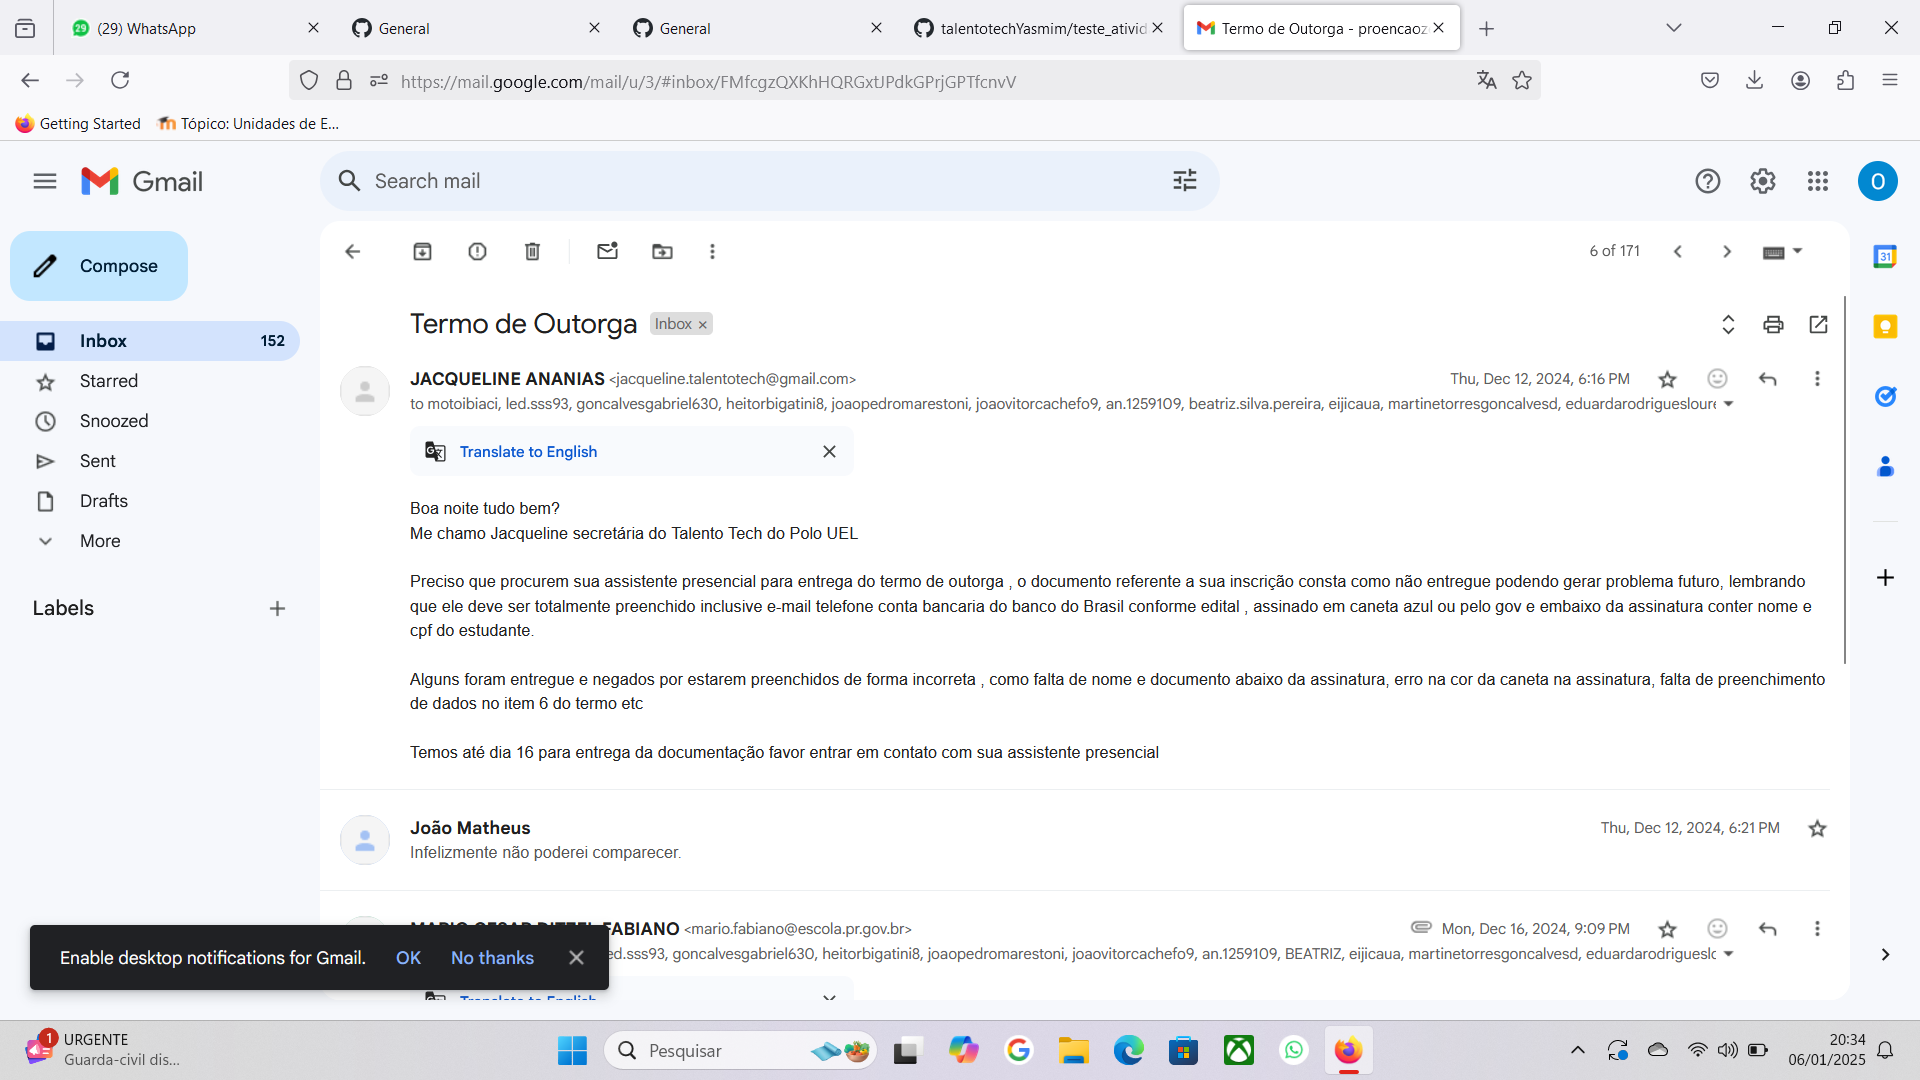 (29) WhatsApp
General
General
talentotechYasmim/teste_ativid
Termo de Outorga - proencaoz
https://mail.google.com/mail/u/3/#inbox/FMfcgzQXKhHQRGxtJPdkGPrjGPTfcnvV
Getting Started
Tópico: Unidades de E...
Gmail
Search mail
O
Compose
6 of 171
31
Termo de Outorga
Inbox ×
Inbox
152
Starred
Snoozed
Sent
Drafts
More
Labels
JACQUELINE ANANIAS <jacqueline.talentotech@gmail.com>
Thu, Dec 12, 2024, 6:16 PM
to motoibiaci, led.sss93, goncalvesgabriel630, heitorbigatini8, joaopedromarestoni, joaovitorcachefo9, an.1259109, beatriz.silva.pereira, eijicaua, martinetorresgoncalvesd, eduardarodrigueslour
Translate to English
Boa noite tudo bem?
Me chamo Jacqueline secretária do Talento Tech do Polo UEL
Preciso que procurem sua assistente presencial para entrega do termo de outorga , o documento referente a sua inscrição consta como não entregue podendo gerar problema futuro, lembrando
que ele deve ser totalmente preenchido inclusive e-mail telefone conta bancaria do banco do Brasil conforme edital , assinado em caneta azul ou pelo gov e embaixo da assinatura conter nome e
cpf do estudante.
Alguns foram entregue e negados por estarem preenchidos de forma incorreta , como falta de nome e documento abaixo da assinatura, erro na cor da caneta na assinatura, falta de preenchimento
de dados no item 6 do termo etc
Temos até dia 16 para entrega da documentação favor entrar em contato com sua assistente presencial
João Matheus
Thu, Dec 12, 2024, 6:21 PM
Infelizmente não poderei comparecer.
FABIANO <mario.fabiano@escola.pr.gov.br>
Mon, Dec 16, 2024, 9:09 PM
ed.sss93, goncalvesgabriel630, heitorbigatini8, joaopedromarestoni, joaovitorcachefo9, an.1259109, BEATRIZ, eijicaua, martinetorresgoncalvesd, eduardarodriguesl
Translate to English
Enable desktop notifications for Gmail.
OK
No thanks
1
URGENTE
Guarda-civil dis...
Pesquisar
20:34
06/01/2025